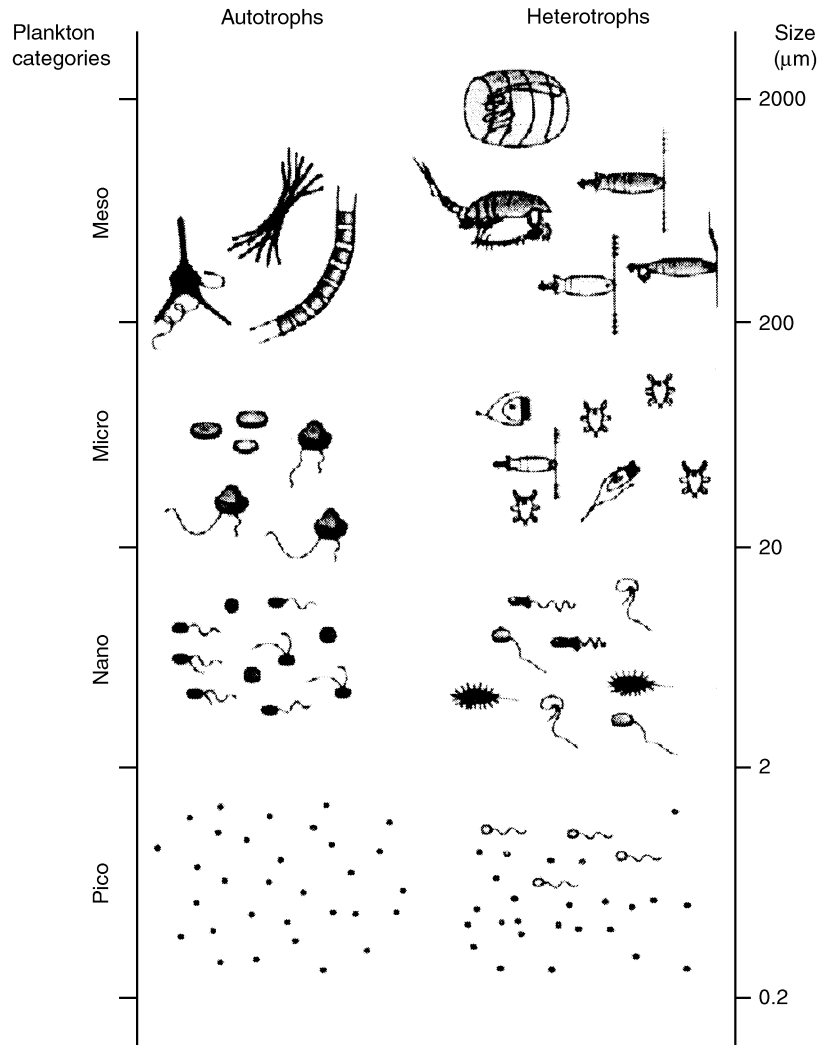 Autotrophs
Heterotrophs
Plankton
categories
Size
(μm)
2000
Meso
200
Micro
20
Nano
2
Pico
0.2